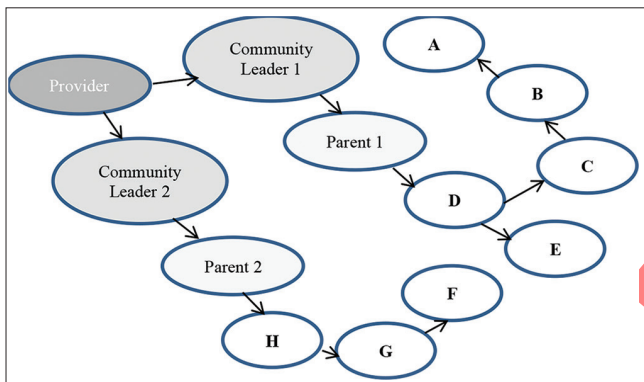 Community
Leader 1
A
Provider
B
Parent 1
C
Community
Leader 2
D
E
Parent 2
F
H
G